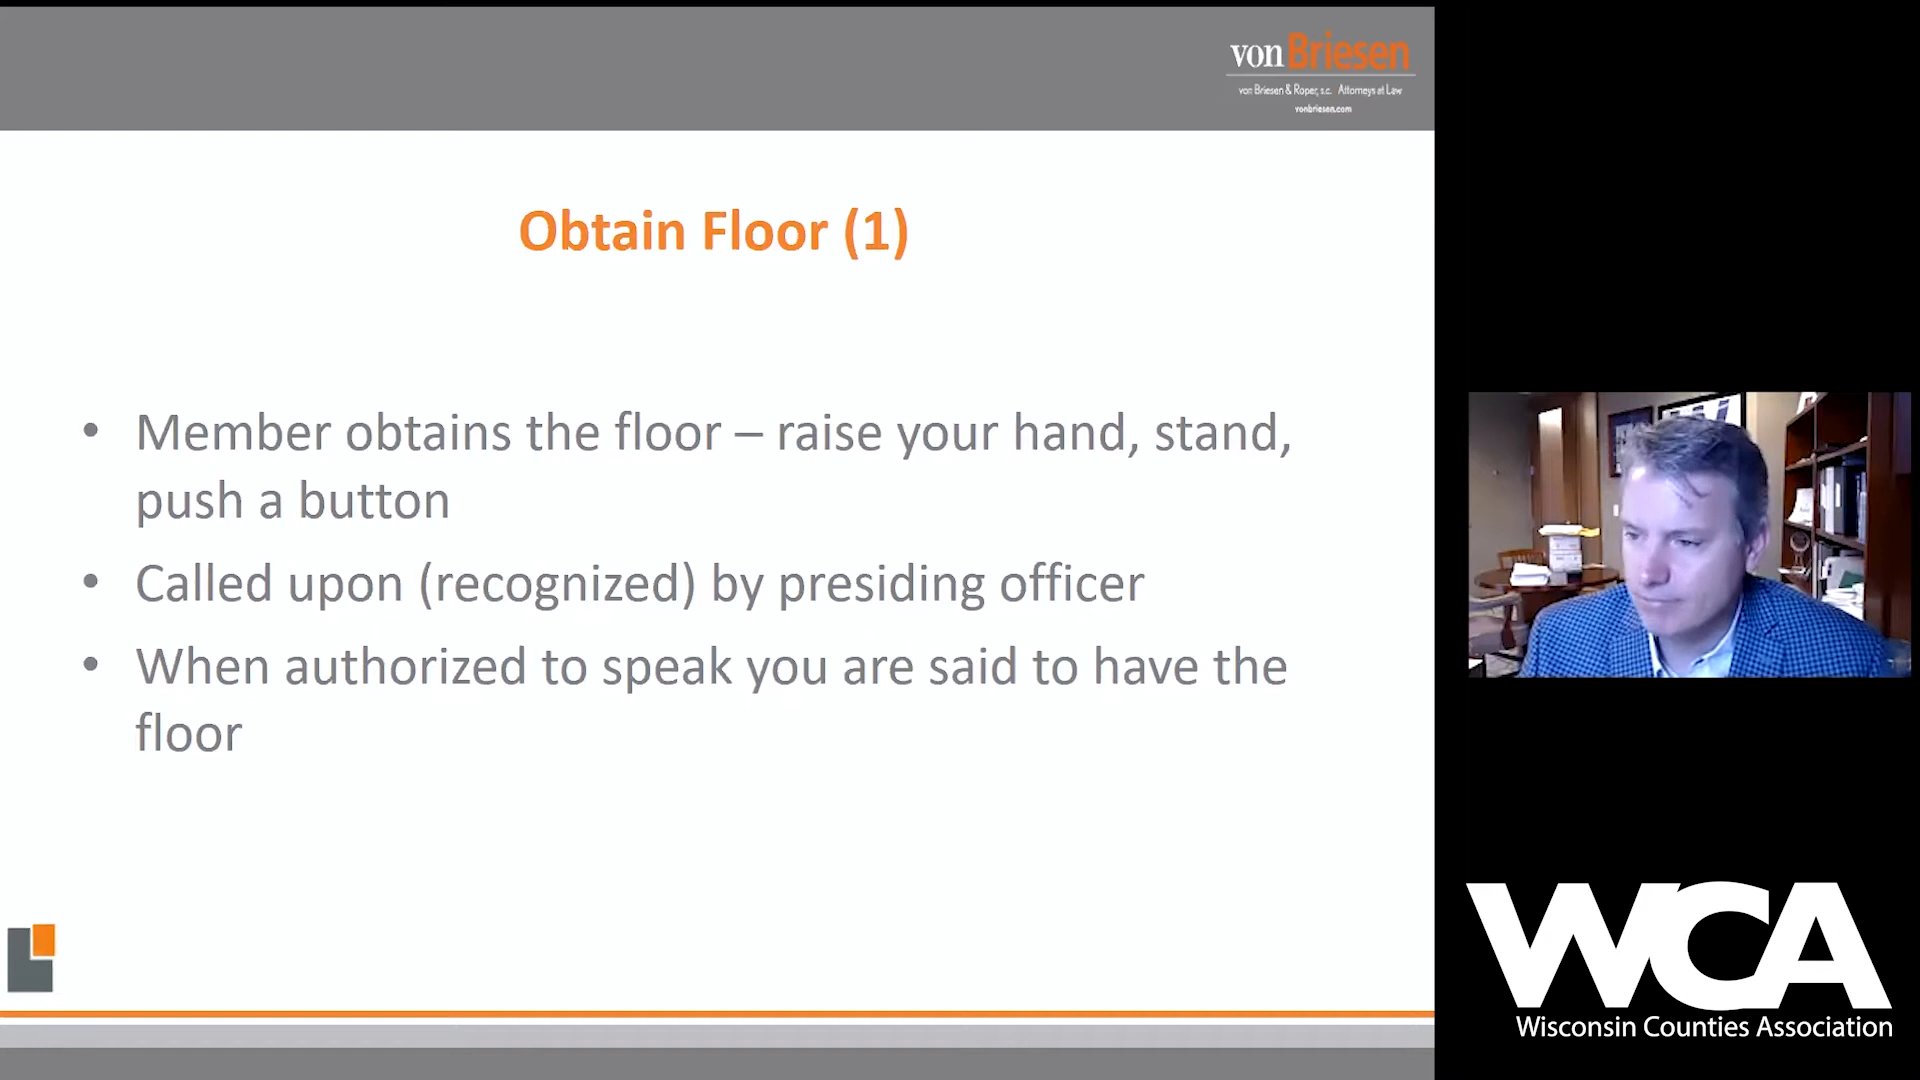 vonBriesen
von Briesen & Roper, s.c. Attorneys at Law
vonbriesen.com
Obtain Floor (1)
• Member obtains the floor – raise your hand, stand,
push a button
• Called upon (recognized) by presiding officer
• When authorized to speak you are said to have the
floor
WCA
Wisconsin Counties Association